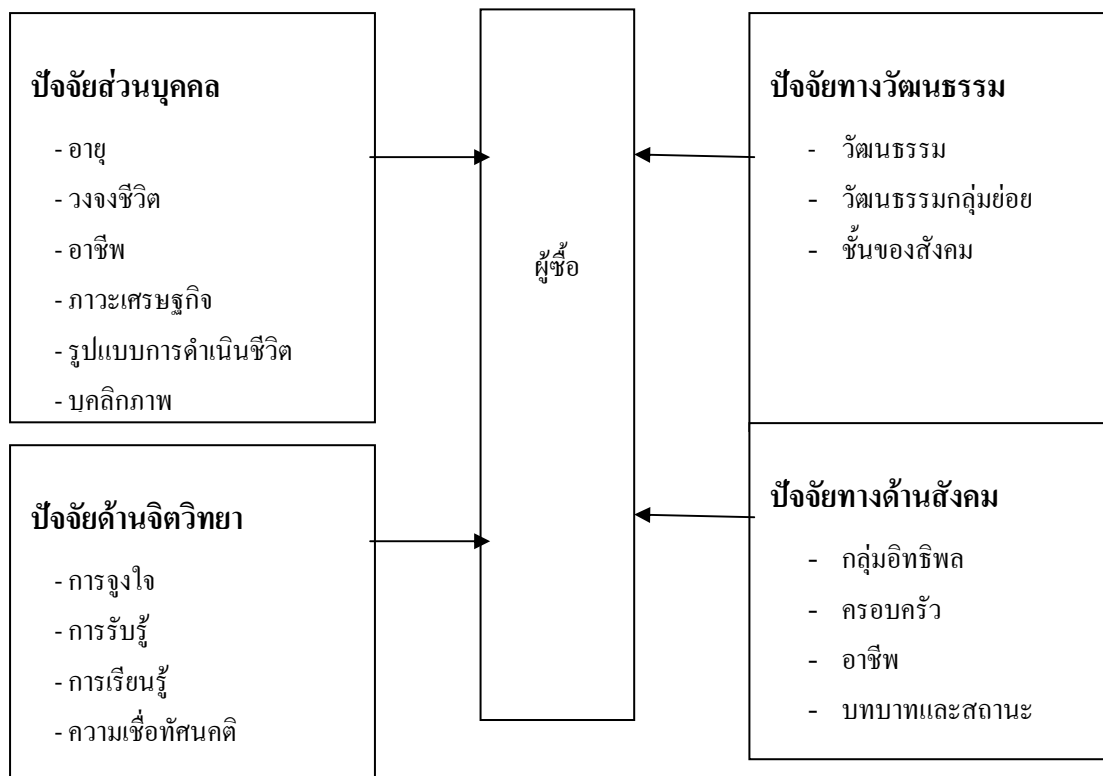 ปัจจัยส่วนบุคคล
- อายุ
- วงจงชีวิต
- อาชีพ
- ภาวะเศรษฐกิจ
- รูปแบบการดำเนินชีวิต
- บุคลิกภาพ
ปัจจัยด้านจิตวิทยา
- การจูงใจ
- การรับรู้
- การเรียนรู้
- ความเชื่อทัศนคติ
ผู้ซื้อ
ปัจจัยทางวัฒนธรรม
- วัฒนธรรม
- วัฒนธรรมกลุ่มย่อย
- ชั้นของสังคม
ปัจจัยทางด้านสังคม
- กลุ่มอิทธิพล
- ครอบครัว
- อาชีพ
- บทบาทและสถานะ